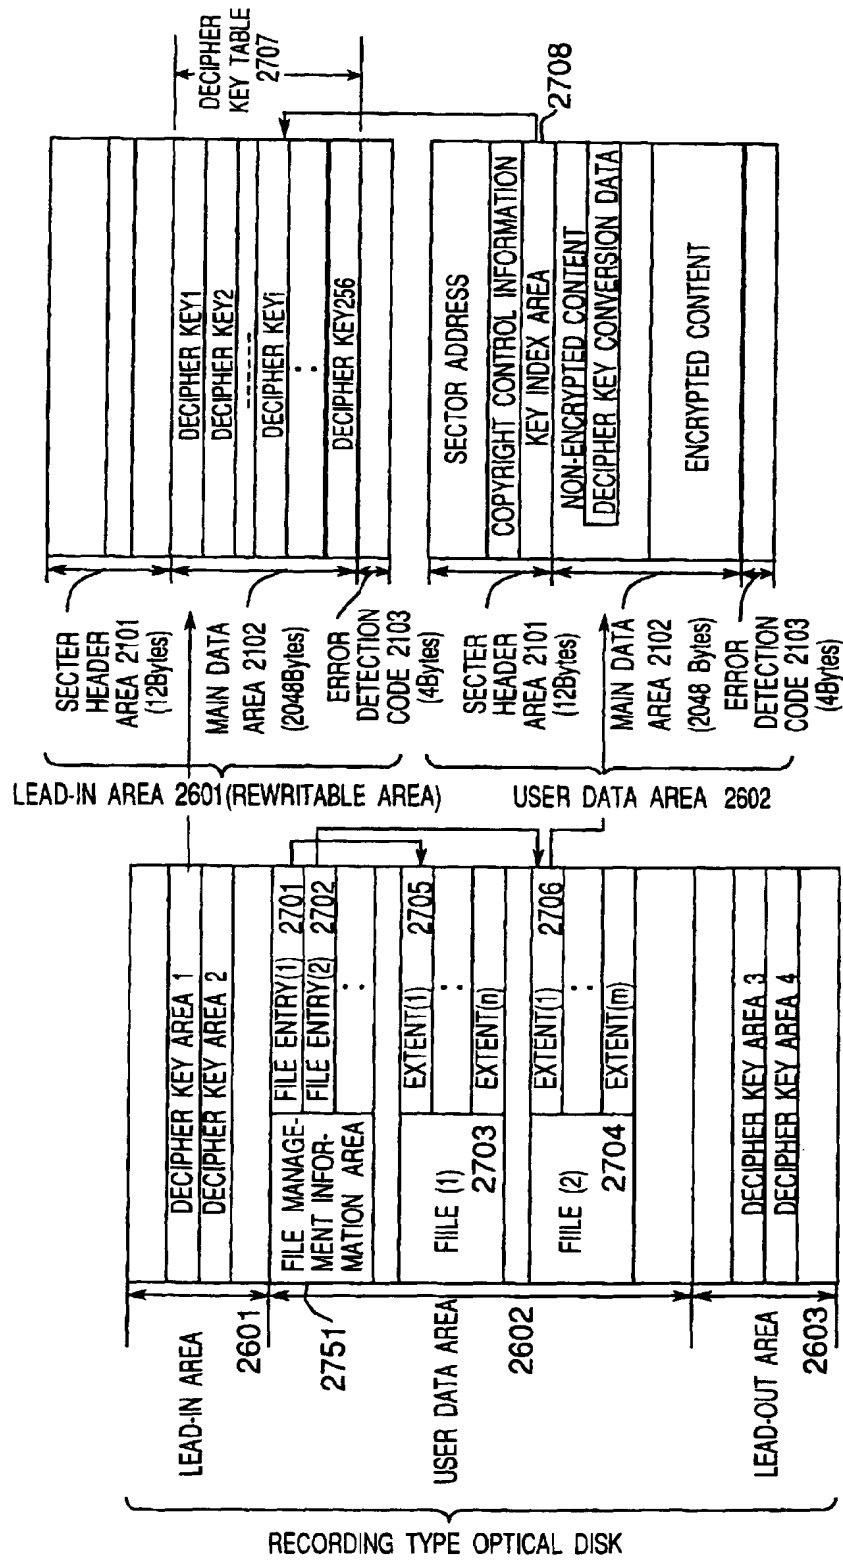 RECORDING TYPE OPTICAL DISK
LEAD-IN AREA
2601
2751
USER DATA AREA
2602
LEAD-OUT AREA
2603
DECIPHER KEY AREA 1
DECIPHER KEY AREA 2
FILE MANAGE-
MENT INFOR-
MATION AREA
FILE ENTRY(1)
2701
FILE ENTRY(2)
2702
FIILE (1)
2703
EXTENT(1)
2705
EXTENT(n)
FIILE (2)
2704
EXTENT(1)
2706
EXTENT(m)
DECIPHER KEY AREA 3
DECIPHER KEY AREA 4
LEAD-IN AREA 2601(REWRITABLE AREA)
SECTER
HEADER
AREA 2101
(12Bytes)
MAIN DATA
AREA 2102
(2048Bytes)
ERROR
DETECTION
CODE 2103
(4Bytes)
DECIPHER KEY1
DECIPHER KEY2
DECIPHER KEYi
DECIPHER KEY256
DECIPHER
KEY TABLE
2707
USER DATA AREA 2602
SECTER
HEADER
AREA 2101
(12Bytes)
MAIN DATA
AREA 2102
(2048 Bytes)
ERROR
DETECTION
CODE 2103
(4Bytes)
SECTOR ADDRESS
COPYRIGHT CONTROL INFORMATION
KEY INDEX AREA
NON-ENCRYPTED CONTENT
DECIPHER KEY CONVERSION DATA
ENCRYPTED CONTENT
2708